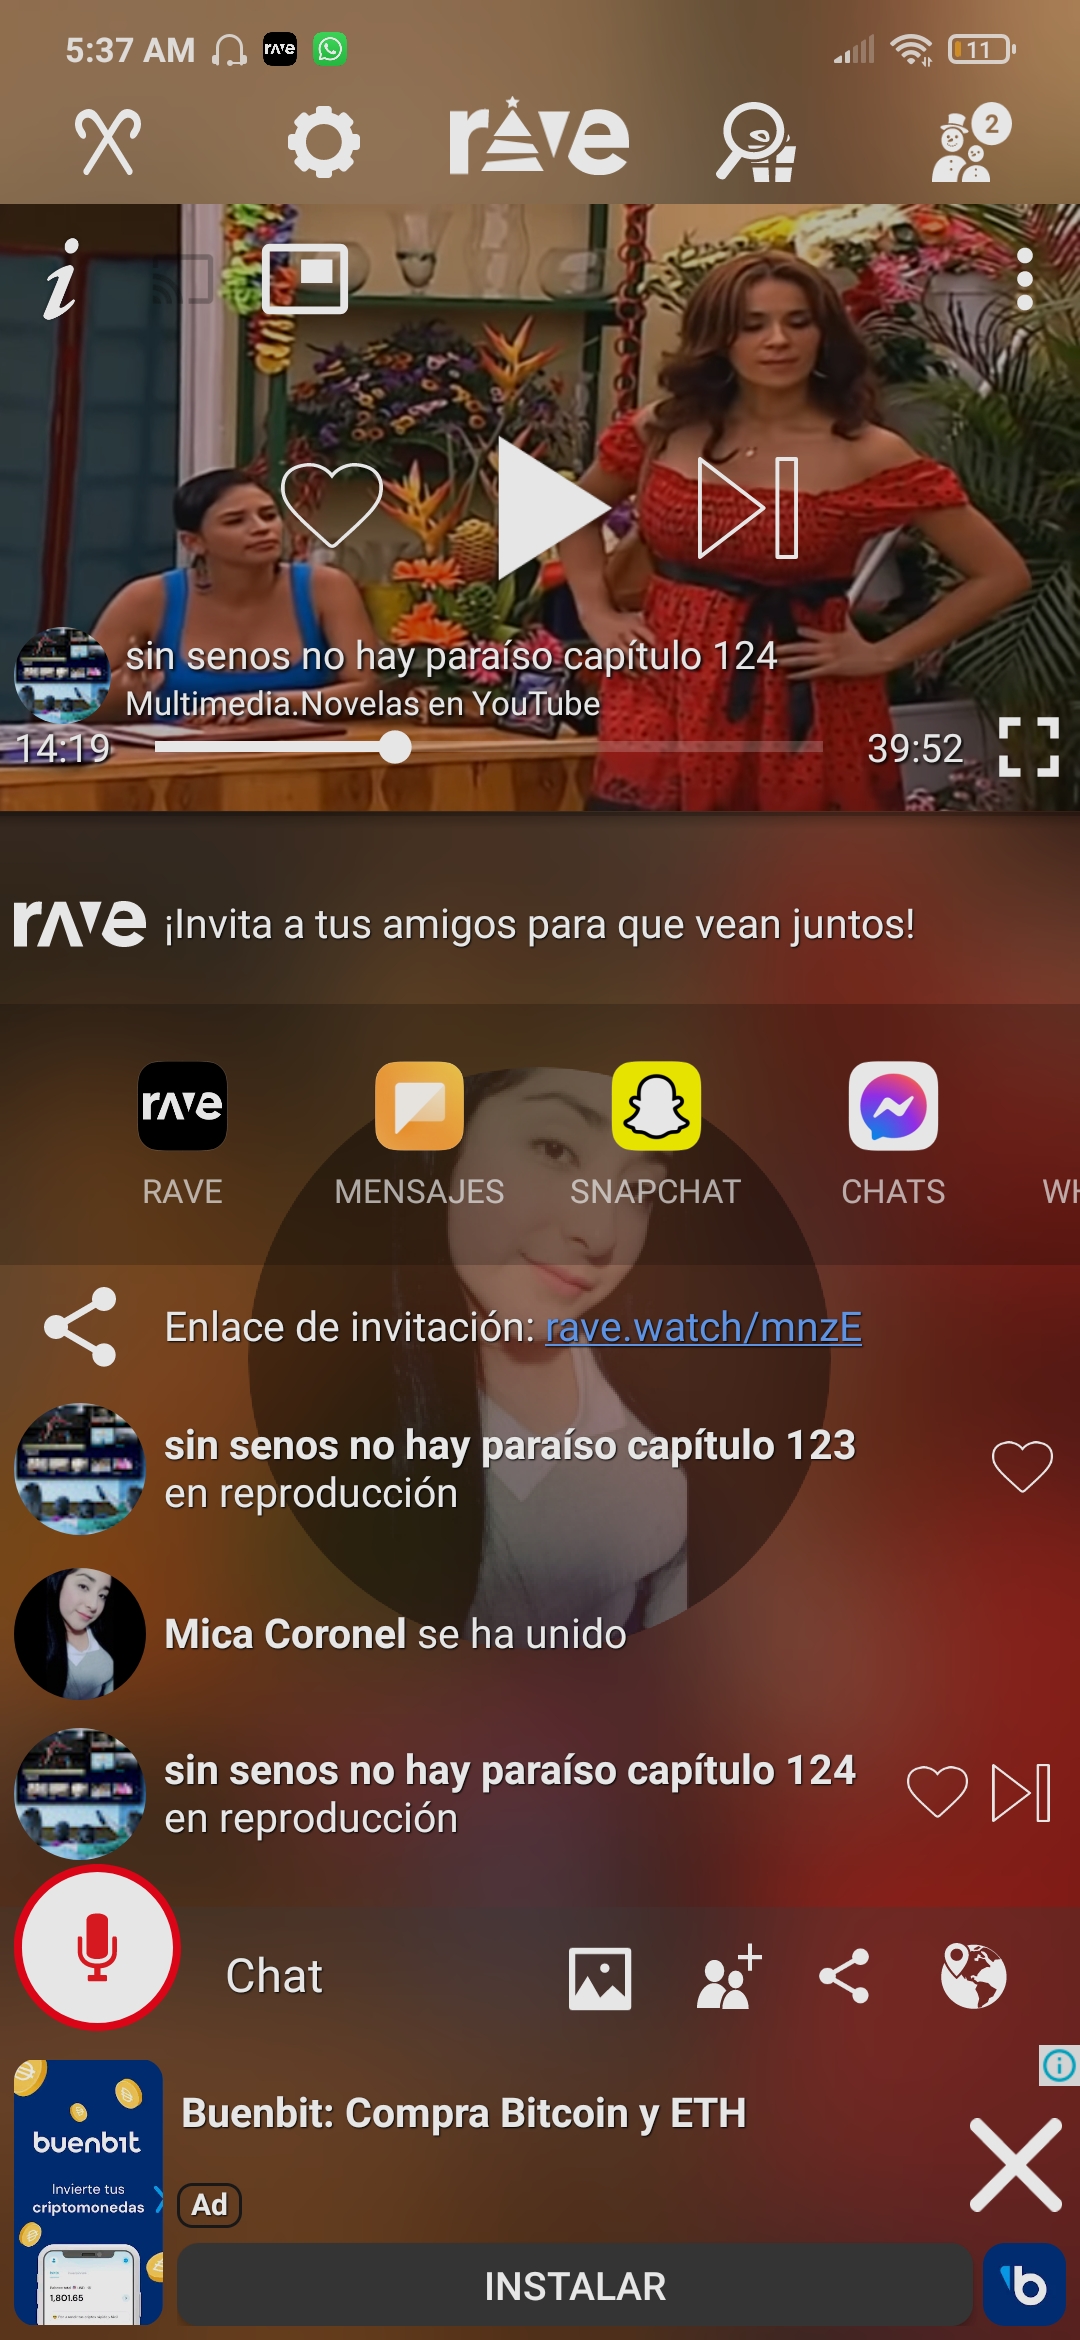 5:37 AM
rave
11
rave
2
sin senos no hay paraíso capítulo 124
Multimedia.Novelas en YouTube
14:19
39:52
rave
¡Invita a tus amigos para que vean juntos!
rave
RAVE
MENSAJES
SNAPCHAT
CHATS
WH
Enlace de invitación: rave.watch/mnzE
sin senos no hay paraíso capítulo 123
en reproducción
Mica Coronel se ha unido
sin senos no hay paraíso capítulo 124
en reproducción
Chat
buenbit
Invierte tus
criptomonedas
1,801.65
Buenbit: Compra Bitcoin y ETH
Ad
INSTALAR
b